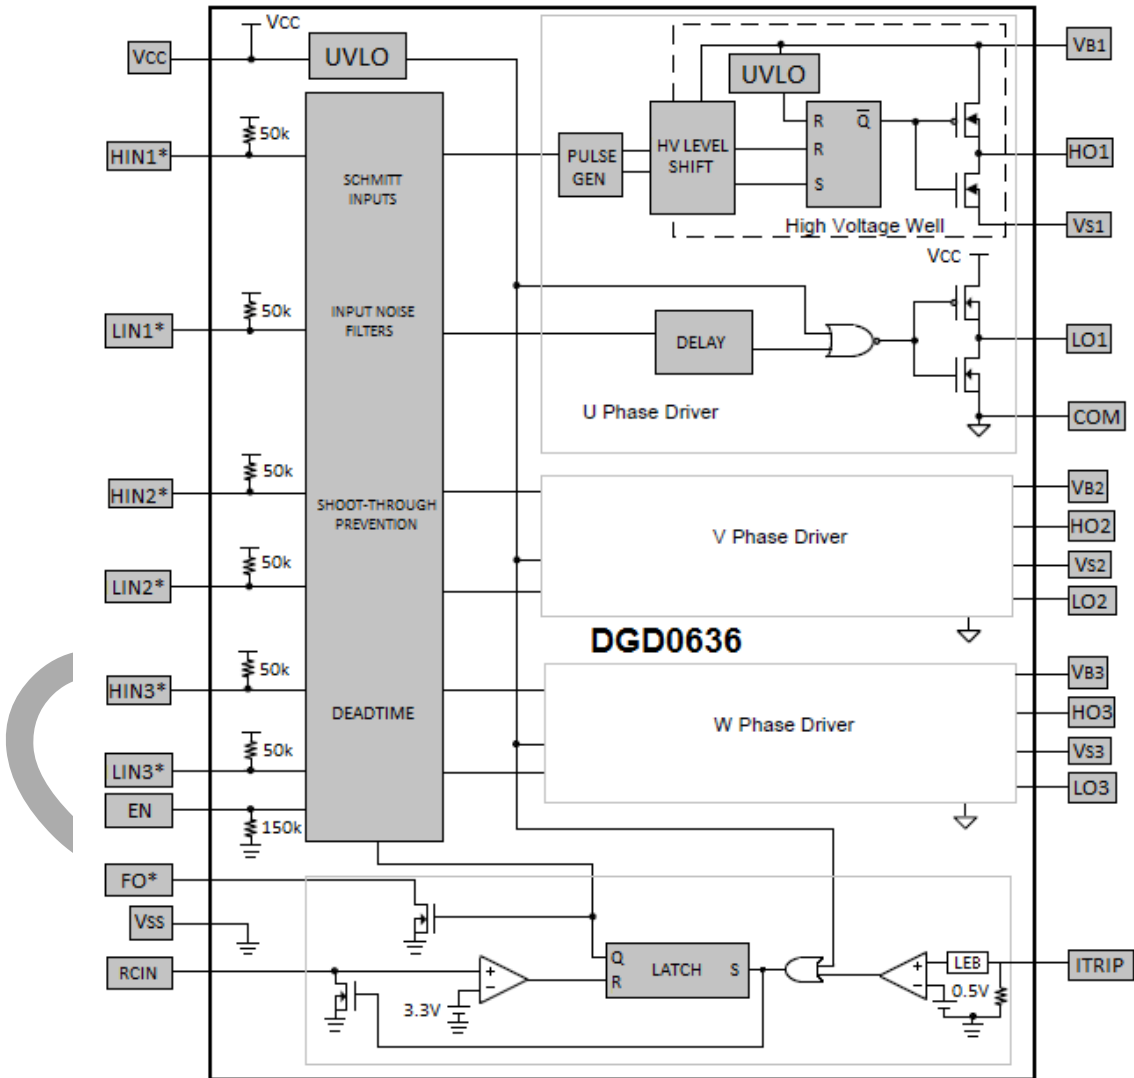 VCC
VCC
UVLO
VB1
UVLO
HIN1*
50k
PULSE
GEN
HV LEVEL
SHIFT
R
Q̅
R
S
HO1
SCHMITT
INPUTS
High Voltage Well
VS1
VCC
LIN1*
50k
INPUT NOISE
FILTERS
DELAY
LO1
U Phase Driver
COM
HIN2*
50k
SHOOT-THROUGH
PREVENTION
V Phase Driver
VB2
HO2
VS2
LO2
LIN2*
50k
DGD0636
HIN3*
50k
DEADTIME
W Phase Driver
VB3
HO3
VS3
LO3
LIN3*
50k
EN
150k
FO*
VSS
RCIN
+
−
3.3V
Q
R
LATCH
S
+
−
LEB
0.5V
ITRIP